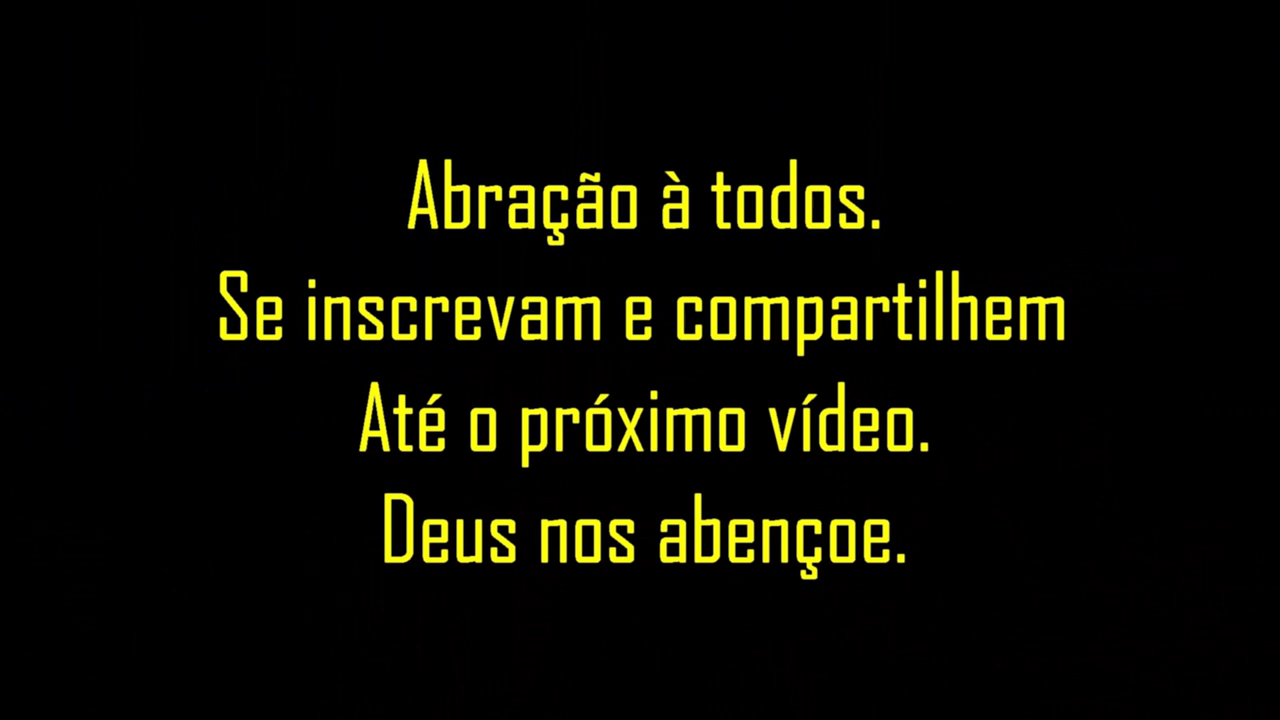 Abração à todos.
Se inscrevam e compartilhem
Até o próximo vídeo.
Deus nos abençoe.